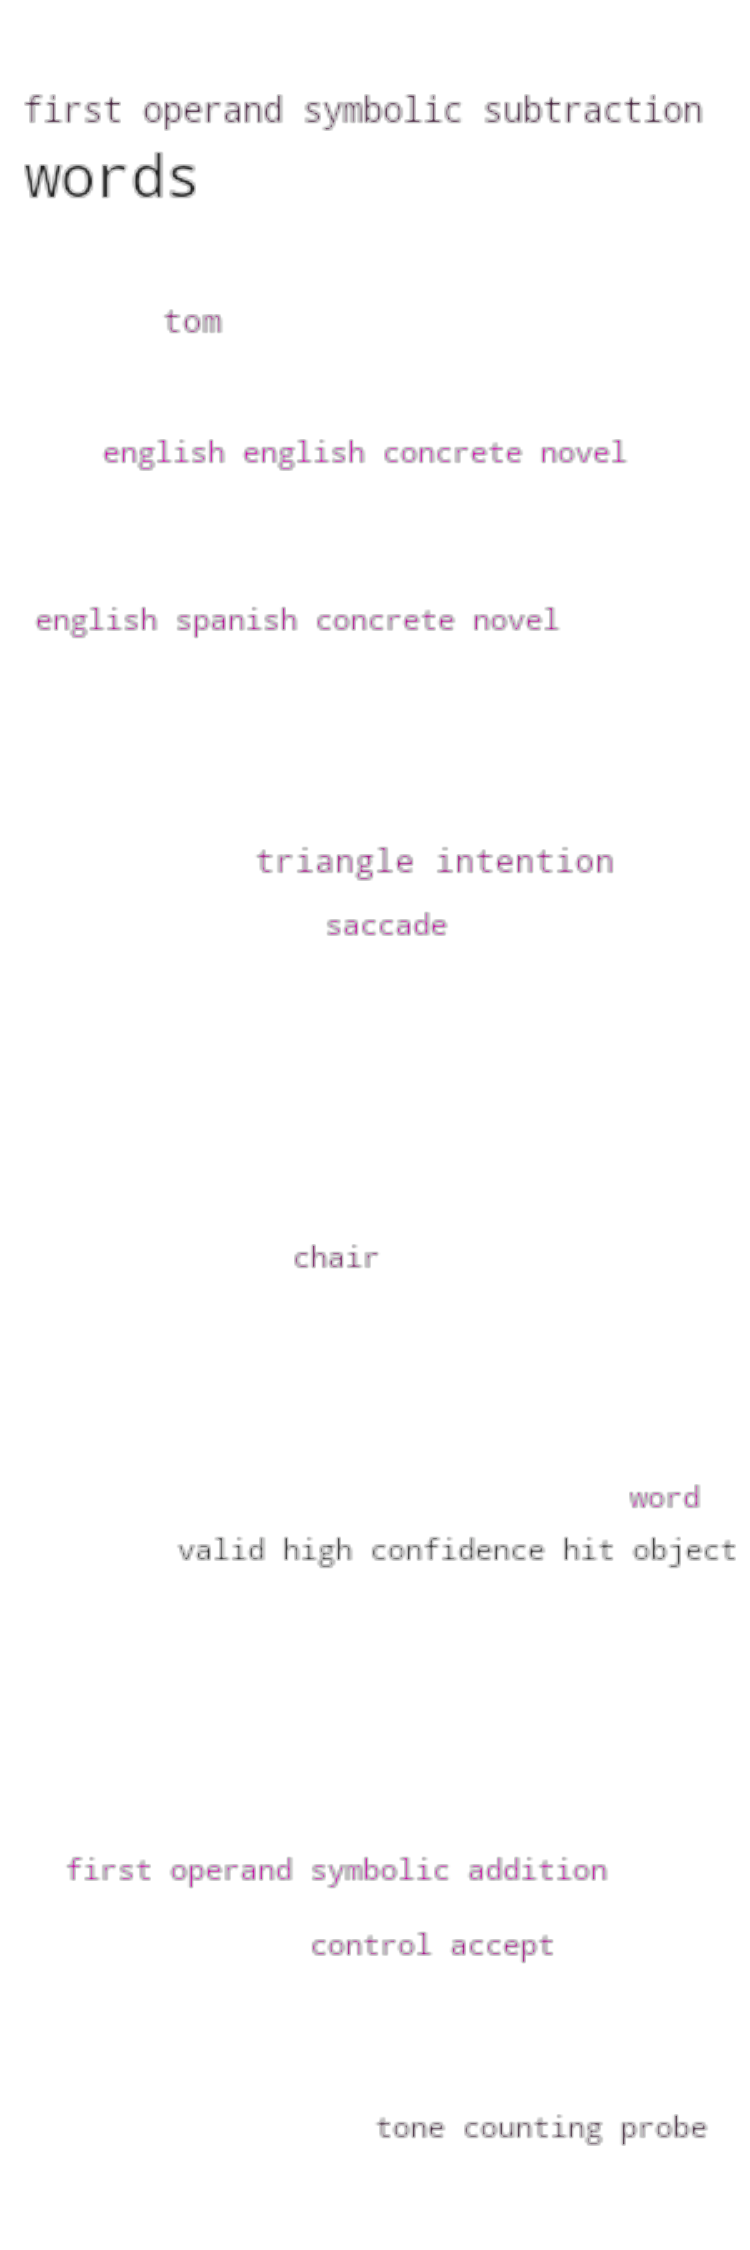 first operand symbolic subtraction
words
tom
english english concrete novel
english spanish concrete novel
triangle intention
saccade
chair
word
valid high confidence hit object
first operand symbolic addition
control accept
tone counting probe